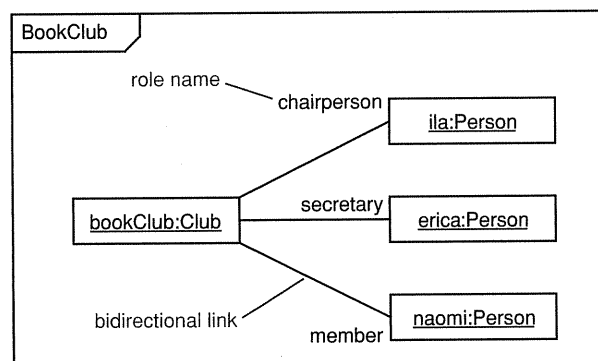 BookClub
role name
chairperson
ila:Person
secretary
bookClub:Club
erica:Person
bidirectional link
member
naomi:Person